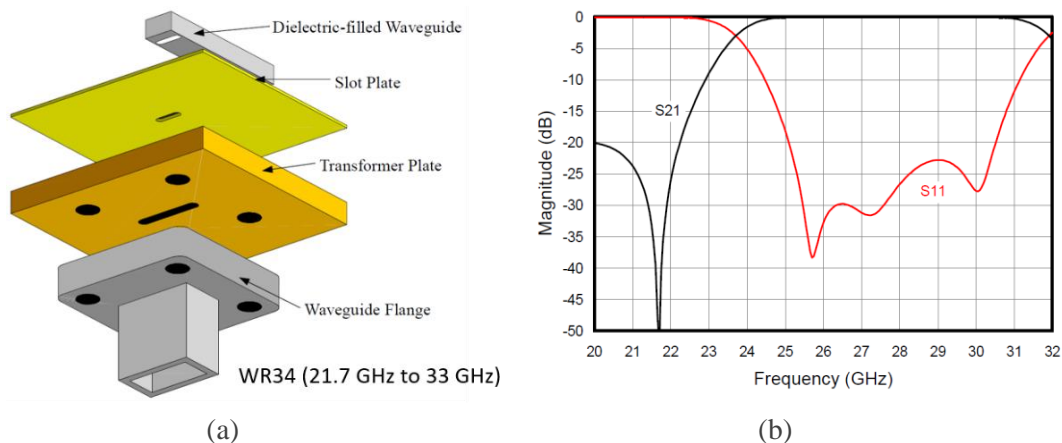 Dielectric-filled Waveguide
Slot Plate
Transformer Plate
Waveguide Flange
WR34 (21.7 GHz to 33 GHz)
(a)
Magnitude (dB)
0
-5
-10
-15
-20
-25
-30
-35
-40
-45
-50
S21
S11
20 21 22 23 24 25 26 27 28 29 30 31 32
Frequency (GHz)
(b)